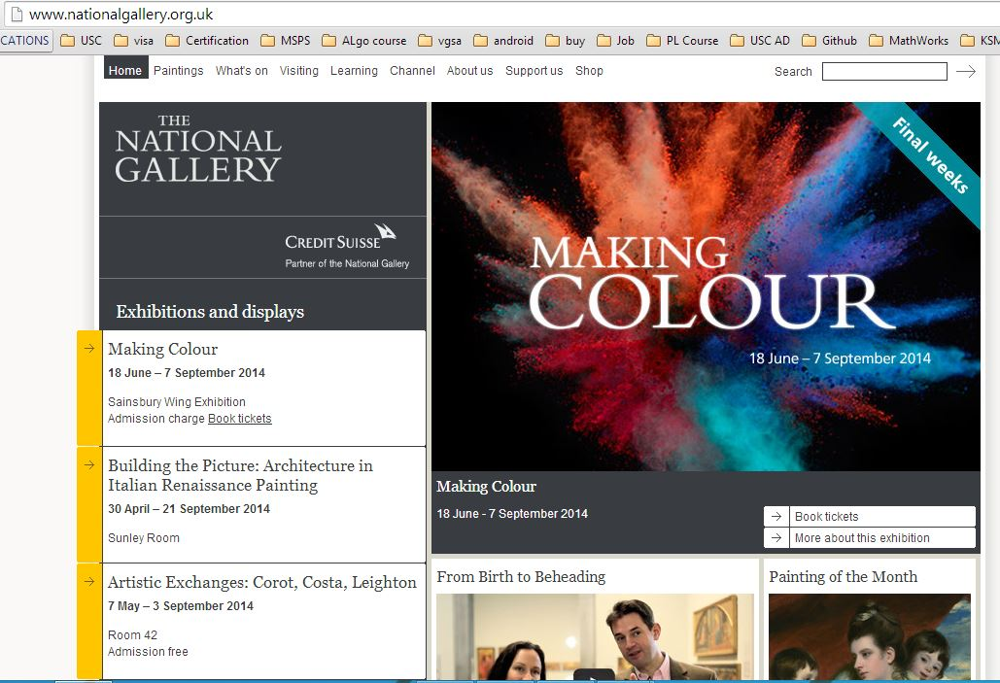 www.nationalgallery.org.uk
CATIONS USC visa Certification MSPS ALgo course vgsa android buy Job PL Course USC AD Github MathWorks KSM
Home Paintings What's on Visiting Learning Channel About us Support us Shop Search
THE
NATIONAL
GALLERY
CREDIT SUISSE
Partner of the National Gallery
Exhibitions and displays
Making Colour
18 June – 7 September 2014
Sainsbury Wing Exhibition
Admission charge Book tickets
Building the Picture: Architecture in
Italian Renaissance Painting
30 April – 21 September 2014
Sunley Room
Artistic Exchanges: Corot, Costa, Leighton
7 May – 3 September 2014
Room 42
Admission free
Final weeks
MAKING
COLOUR
18 June – 7 September 2014
Making Colour
18 June - 7 September 2014
Book tickets
More about this exhibition
From Birth to Beheading
Painting of the Month